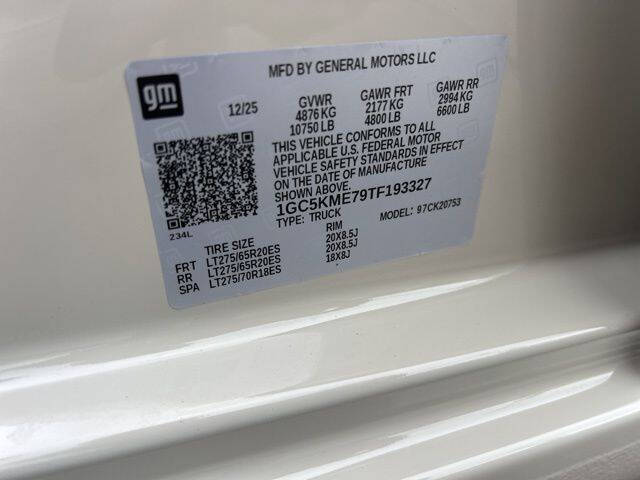 MFD BY GENERAL MOTORS LLC
gm
12/25
GVWR GAWR FRT GAWR RR
4876 KG 2177 KG 2994 KG
10750 LB 4800 LB 6600 LB
THIS VEHICLE CONFORMS TO ALL
APPLICABLE U.S. FEDERAL MOTOR
VEHICLE SAFETY STANDARDS IN EFFECT
ON THE DATE OF MANUFACTURE
SHOWN ABOVE.
1GC5KME79TF193327
TYPE: TRUCK MODEL: 97CK20753
234L
TIRE SIZE RIM
FRT LT275/65R20ES 20X8.5J
RR LT275/65R20ES 20X8.5J
SPA LT275/70R18ES 18X8J